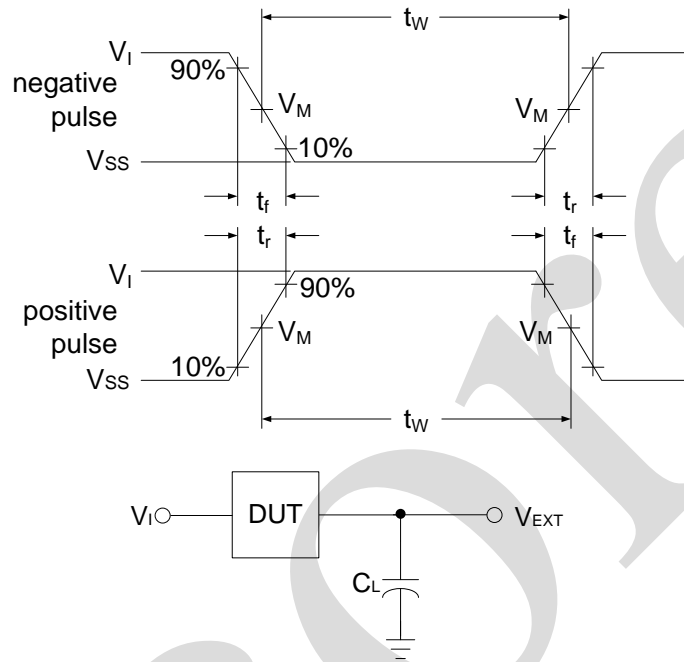 tW
VI
90%
negative
pulse
VM
VM
10%
VSS
tf
tr
tr
tf
VI
90%
positive
pulse
VM
VM
10%
VSS
tW
VI
DUT
VEXT
CL